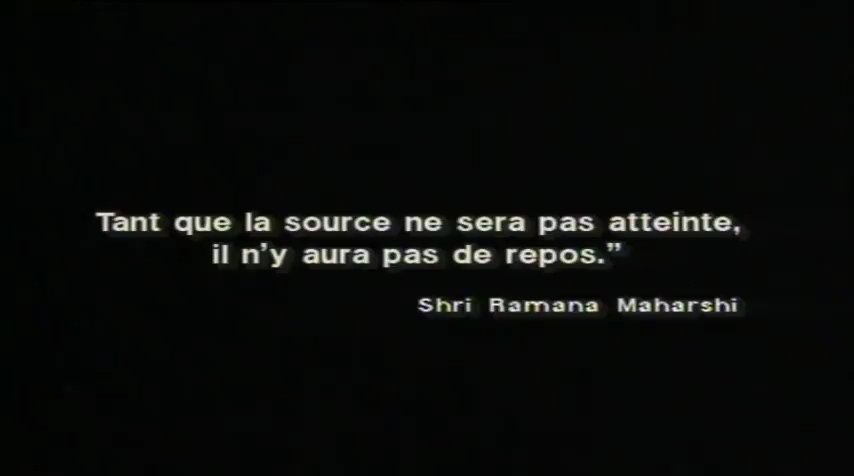 Tant que la source ne sera pas atteinte,
il n'y aura pas de repos.”
Shri Ramana Maharshi